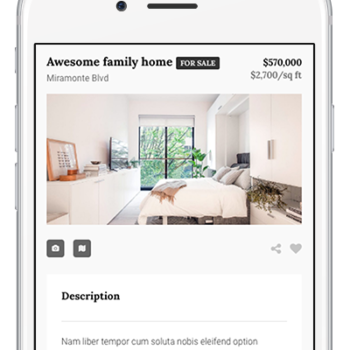 Awesome family home FOR SALE $570,000
Miramonte Blvd $2,700/sq ft
Description
Nam liber tempor cum soluta nobis eleifend option